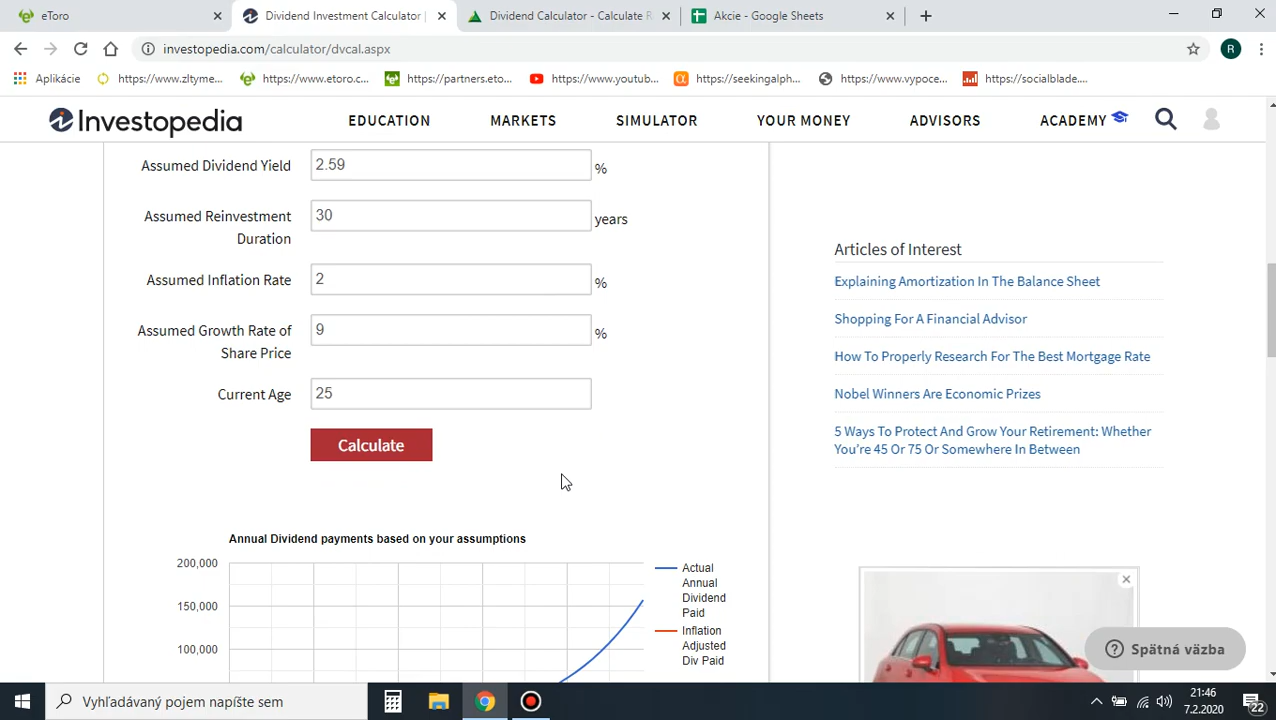 eToro
Dividend Investment Calculator
Dividend Calculator - Calculate R
Akcie - Google Sheets
investopedia.com/calculator/dvcal.aspx
R
Aplikácie
https://www.zltyme...
https://www.etoro.c...
https://partners.eto...
https://www.youtub...
https://seekingalph...
https://www.vypoce...
https://socialblade....
Investopedia
EDUCATION
MARKETS
SIMULATOR
YOUR MONEY
ADVISORS
ACADEMY
Assumed Dividend Yield
2.59
%
Assumed Reinvestment
Duration
30
years
Assumed Inflation Rate
2
%
Assumed Growth Rate of
Share Price
9
%
Current Age
25
Calculate
Annual Dividend payments based on your assumptions
200,000
150,000
100,000
Actual
Annual
Dividend
Paid
Inflation
Adjusted
Div Paid
Articles of Interest
Explaining Amortization In The Balance Sheet
Shopping For A Financial Advisor
How To Properly Research For The Best Mortgage Rate
Nobel Winners Are Economic Prizes
5 Ways To Protect And Grow Your Retirement: Whether
You're 45 Or 75 Or Somewhere In Between
Spätná väzba
Vyhľadávaný pojem napíšte sem
21:46
7.2.2020
22